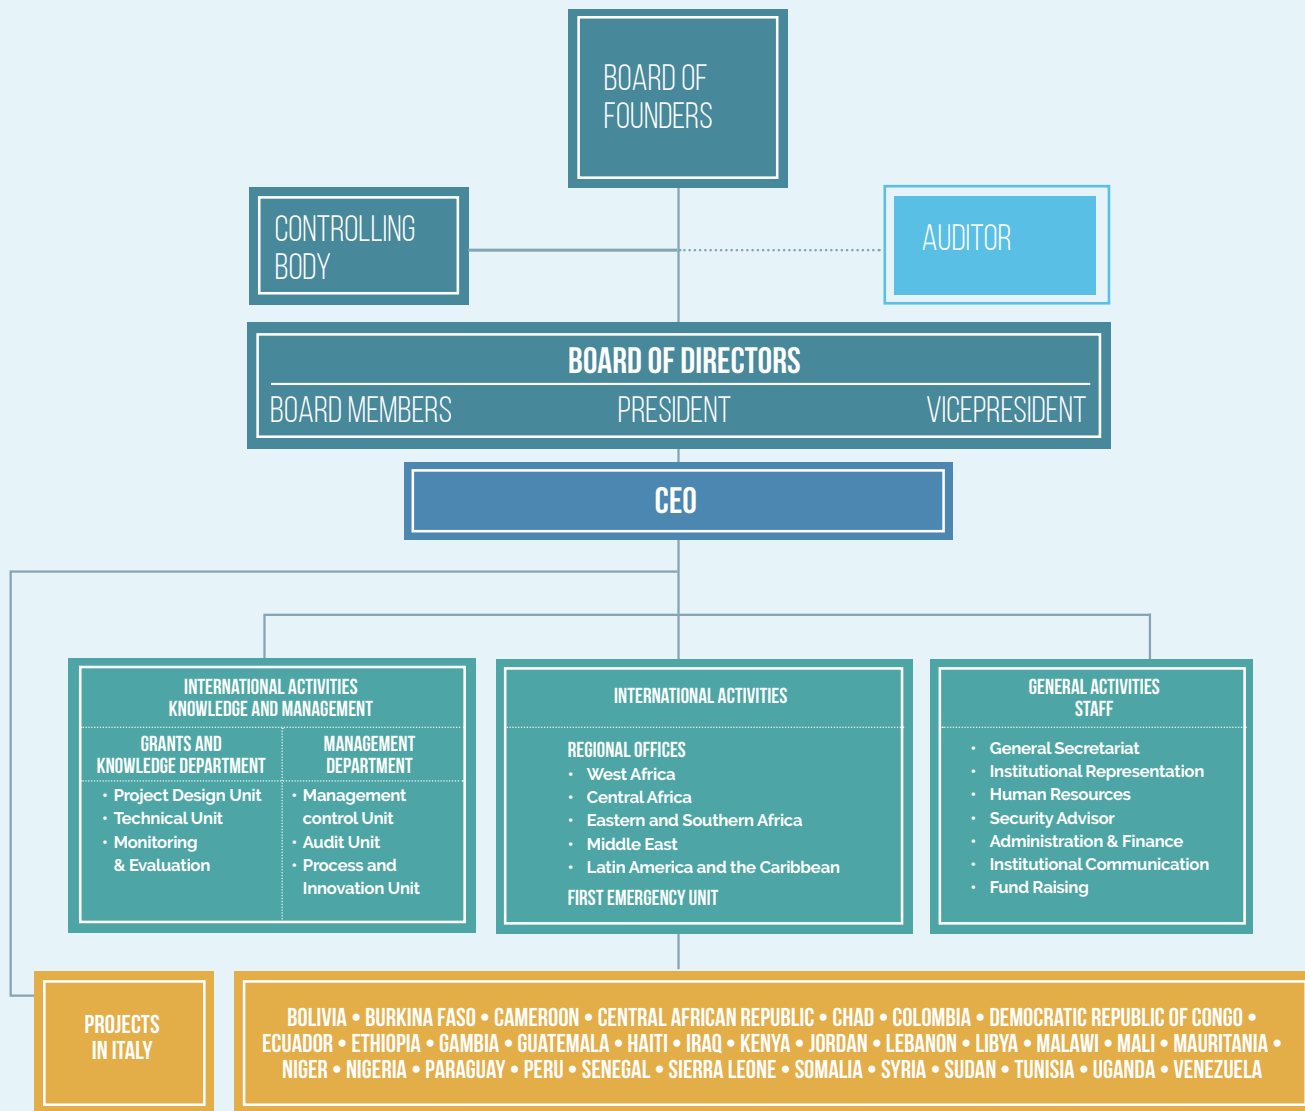 BOARD OF
FOUNDERS
CONTROLLING
BODY
AUDITOR
BOARD OF DIRECTORS
BOARD MEMBERS
PRESIDENT
VICEPRESIDENT
CEO
INTERNATIONAL ACTIVITIES
KNOWLEDGE AND MANAGEMENT
GRANTS AND
KNOWLEDGE DEPARTMENT
• Project Design Unit
• Technical Unit
• Monitoring
& Evaluation
MANAGEMENT
DEPARTMENT
• Management
control Unit
• Audit Unit
• Process and
Innovation Unit
INTERNATIONAL ACTIVITIES
REGIONAL OFFICES
• West Africa
• Central Africa
• Eastern and Southern Africa
• Middle East
• Latin America and the Caribbean
FIRST EMERGENCY UNIT
GENERAL ACTIVITIES
STAFF
• General Secretariat
• Institutional Representation
• Human Resources
• Security Advisor
• Administration & Finance
• Institutional Communication
• Fund Raising
PROJECTS
IN ITALY
BOLIVIA • BURKINA FASO • CAMEROON • CENTRAL AFRICAN REPUBLIC • CHAD • COLOMBIA • DEMOCRATIC REPUBLIC OF CONGO •
ECUADOR • ETHIOPIA • GAMBIA • GUATEMALA • HAITI • IRAQ • KENYA • JORDAN • LEBANON • LIBYA • MALAWI • MALI • MAURITANIA •
NIGER • NIGERIA • PARAGUAY • PERU • SENEGAL • SIERRA LEONE • SOMALIA • SYRIA • SUDAN • TUNISIA • UGANDA • VENEZUELA